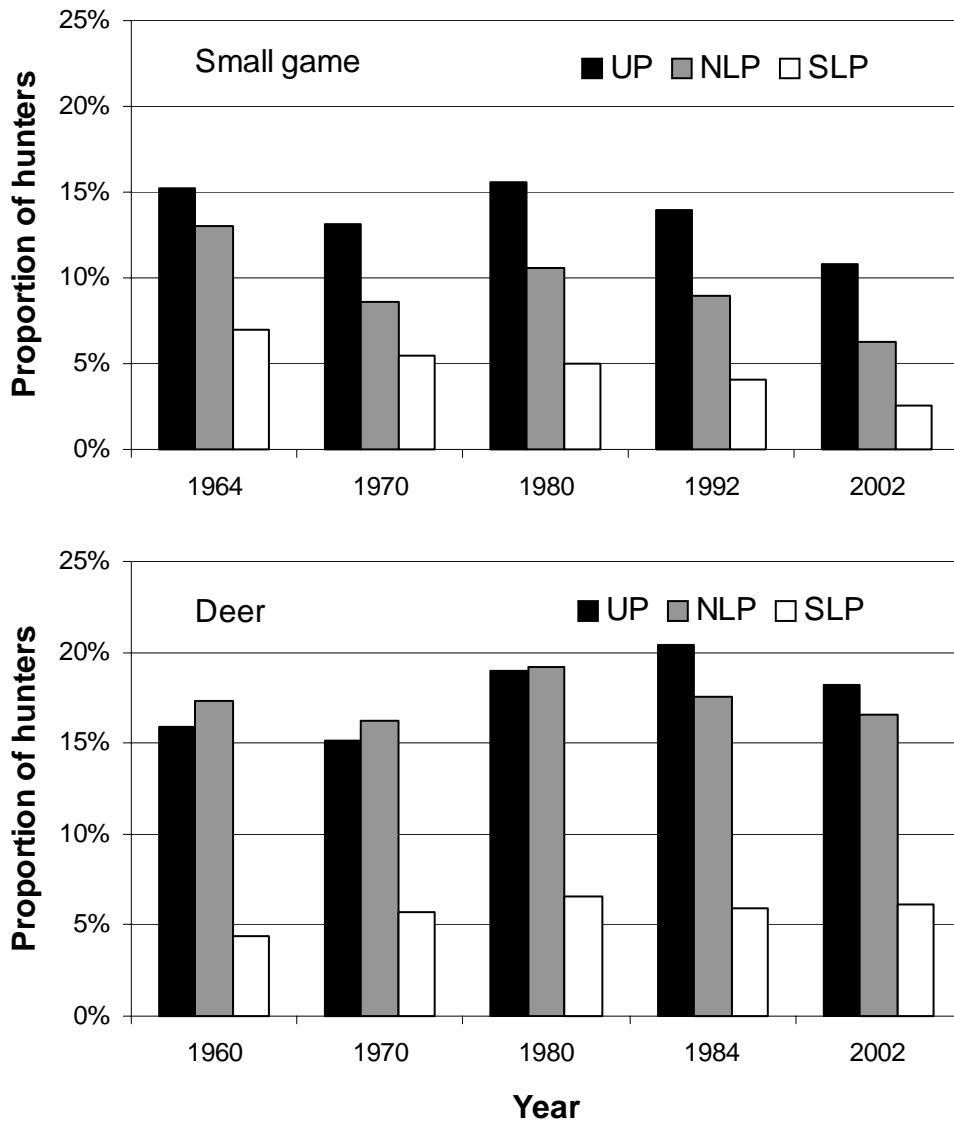 25%
Small game
UP NLP SLP
20%
15%
10%
5%
0%
Proportion of hunters
1964 1970 1980 1992 2002
25%
Deer
UP NLP SLP
20%
15%
10%
5%
0%
Proportion of hunters
1960 1970 1980 1984 2002
Year